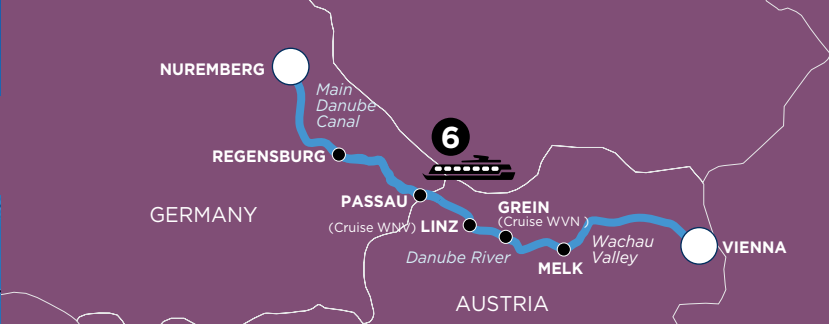 NUREMBERG
Main
Danube
Canal
6
REGENSBURG
PASSAU
GREIN
(Cruise WVN )
GERMANY
(Cruise WNV) LINZ
Danube River
Wachau
Valley
VIENNA
MELK
AUSTRIA